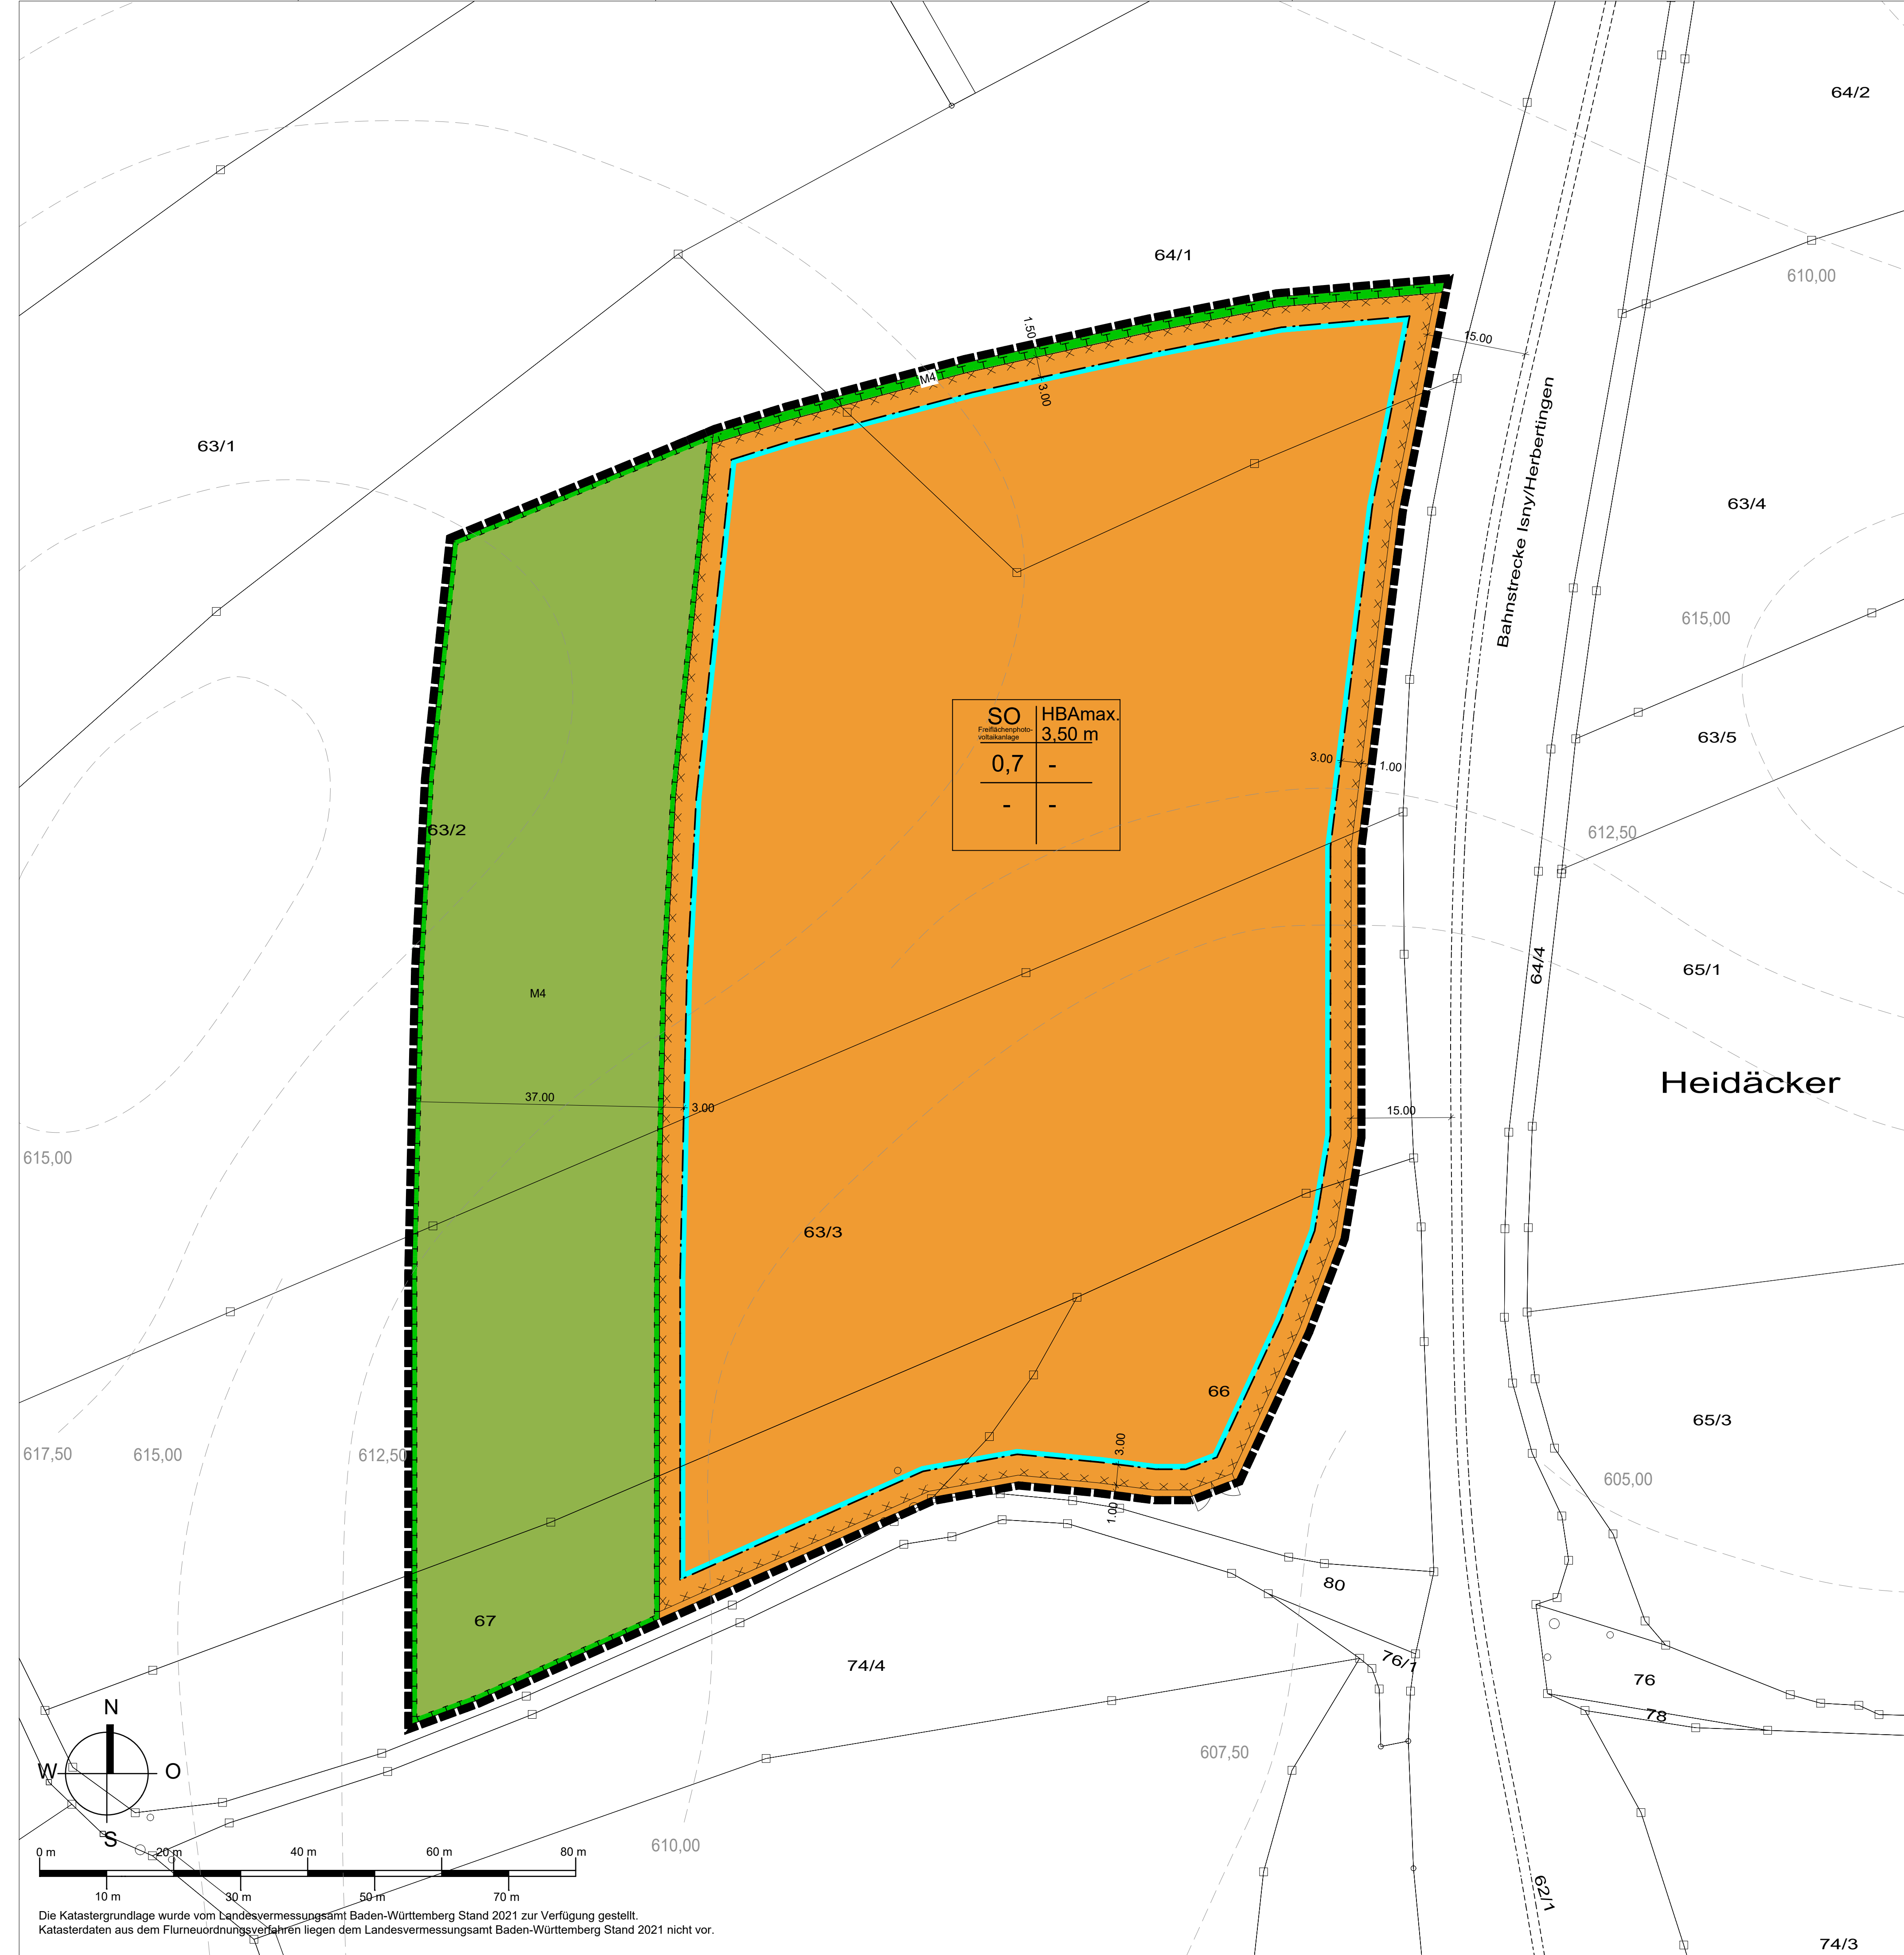 64/2
64/1
610,00
1.50
15.00
M4
3.00
Bahnstrecke Isny/Herbertingen
63/1
63/4
615,00
SO
HBAmax.
Freiflächenphoto-
voltaikanlage
3,50 m
0,7
-
-
-
63/5
3.00
1.00
63/2
612,50
64/4
65/1
M4
Heidäcker
37.00
3.00
15.00
615,00
63/3
66
65/3
617,50
615,00
612,50
3.00
605,00
1.00
80
67
74/4
76/1
76
78
N
W
O
S
607,50
610,00
62/1
74/3
0 m
20 m
40 m
60 m
80 m
10 m
30 m
50 m
70 m
Die Katastergrundlage wurde vom Landesvermessungsamt Baden-Württemberg Stand 2021 zur Verfügung gestellt.
Katasterdaten aus dem Flurneuordnungsverfahren liegen dem Landesvermessungsamt Baden-Württemberg Stand 2021 nicht vor.